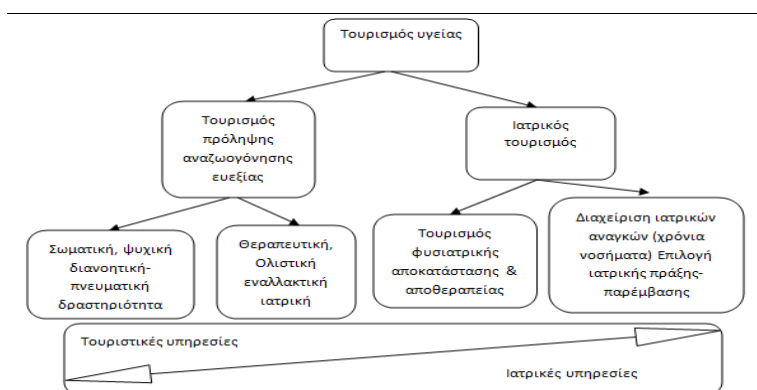 Τουρισμός υγείας
Τουρισμός
πρόληψης
αναζωογόνησης
ευεξίας
Ιατρικός
τουρισμός
Σωματική, ψυχική
διανοητική-
πνευματική
δραστηριότητα
Θεραπευτική,
Ολιστική
εναλλακτική
ιατρική
Τουρισμός
φυσιατρικής
αποκατάστασης &
αποθεραπείας
Διαχείριση ιατρικών
αναγκών (χρόνια
νοσήματα) Επιλογή
ιατρικής πράξης-
παρέμβασης
Τουριστικές υπηρεσίες
Ιατρικές υπηρεσίες